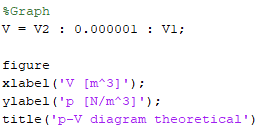 %Graph
V = V2 : 0.000001 : V1;
figure
xlabel('V [m^3]');
ylabel('p [N/m^3]');
title('p-V diagram theoretical')